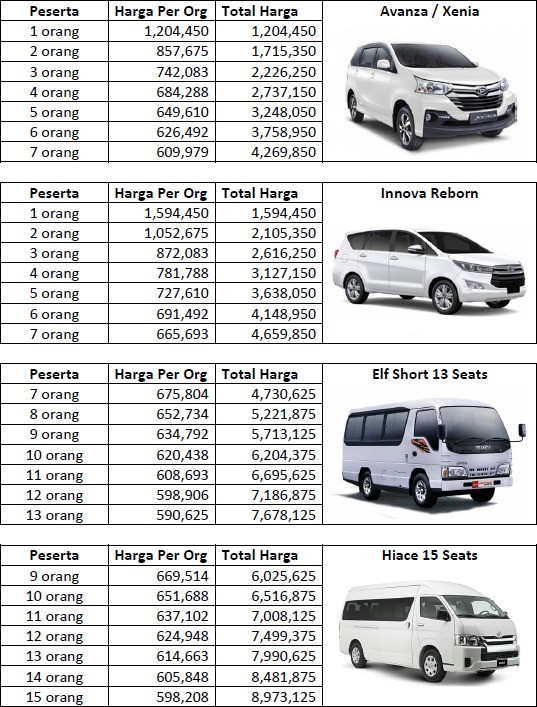 Peserta Harga Per Org Total Harga Avanza / Xenia
1 orang 1,204,450 1,204,450
2 orang 857,675 1,715,350
3 orang 742,083 2,226,250
4 orang 684,288 2,737,150
5 orang 649,610 3,248,050
6 orang 626,492 3,758,950
7 orang 609,979 4,269,850
Peserta Harga Per Org Total Harga Innova Reborn
1 orang 1,594,450 1,594,450
2 orang 1,052,675 2,105,350
3 orang 872,083 2,616,250
4 orang 781,788 3,127,150
5 orang 727,610 3,638,050
6 orang 691,492 4,148,950
7 orang 665,693 4,659,850
Peserta Harga Per Org Total Harga Elf Short 13 Seats
7 orang 675,804 4,730,625
8 orang 652,734 5,221,875
9 orang 634,792 5,713,125
10 orang 620,438 6,204,375
11 orang 608,693 6,695,625
12 orang 598,906 7,186,875
13 orang 590,625 7,678,125
Peserta Harga Per Org Total Harga Hiace 15 Seats
9 orang 669,514 6,025,625
10 orang 651,688 6,516,875
11 orang 637,102 7,008,125
12 orang 624,948 7,499,375
13 orang 614,663 7,990,625
14 orang 605,848 8,481,875
15 orang 598,208 8,973,125